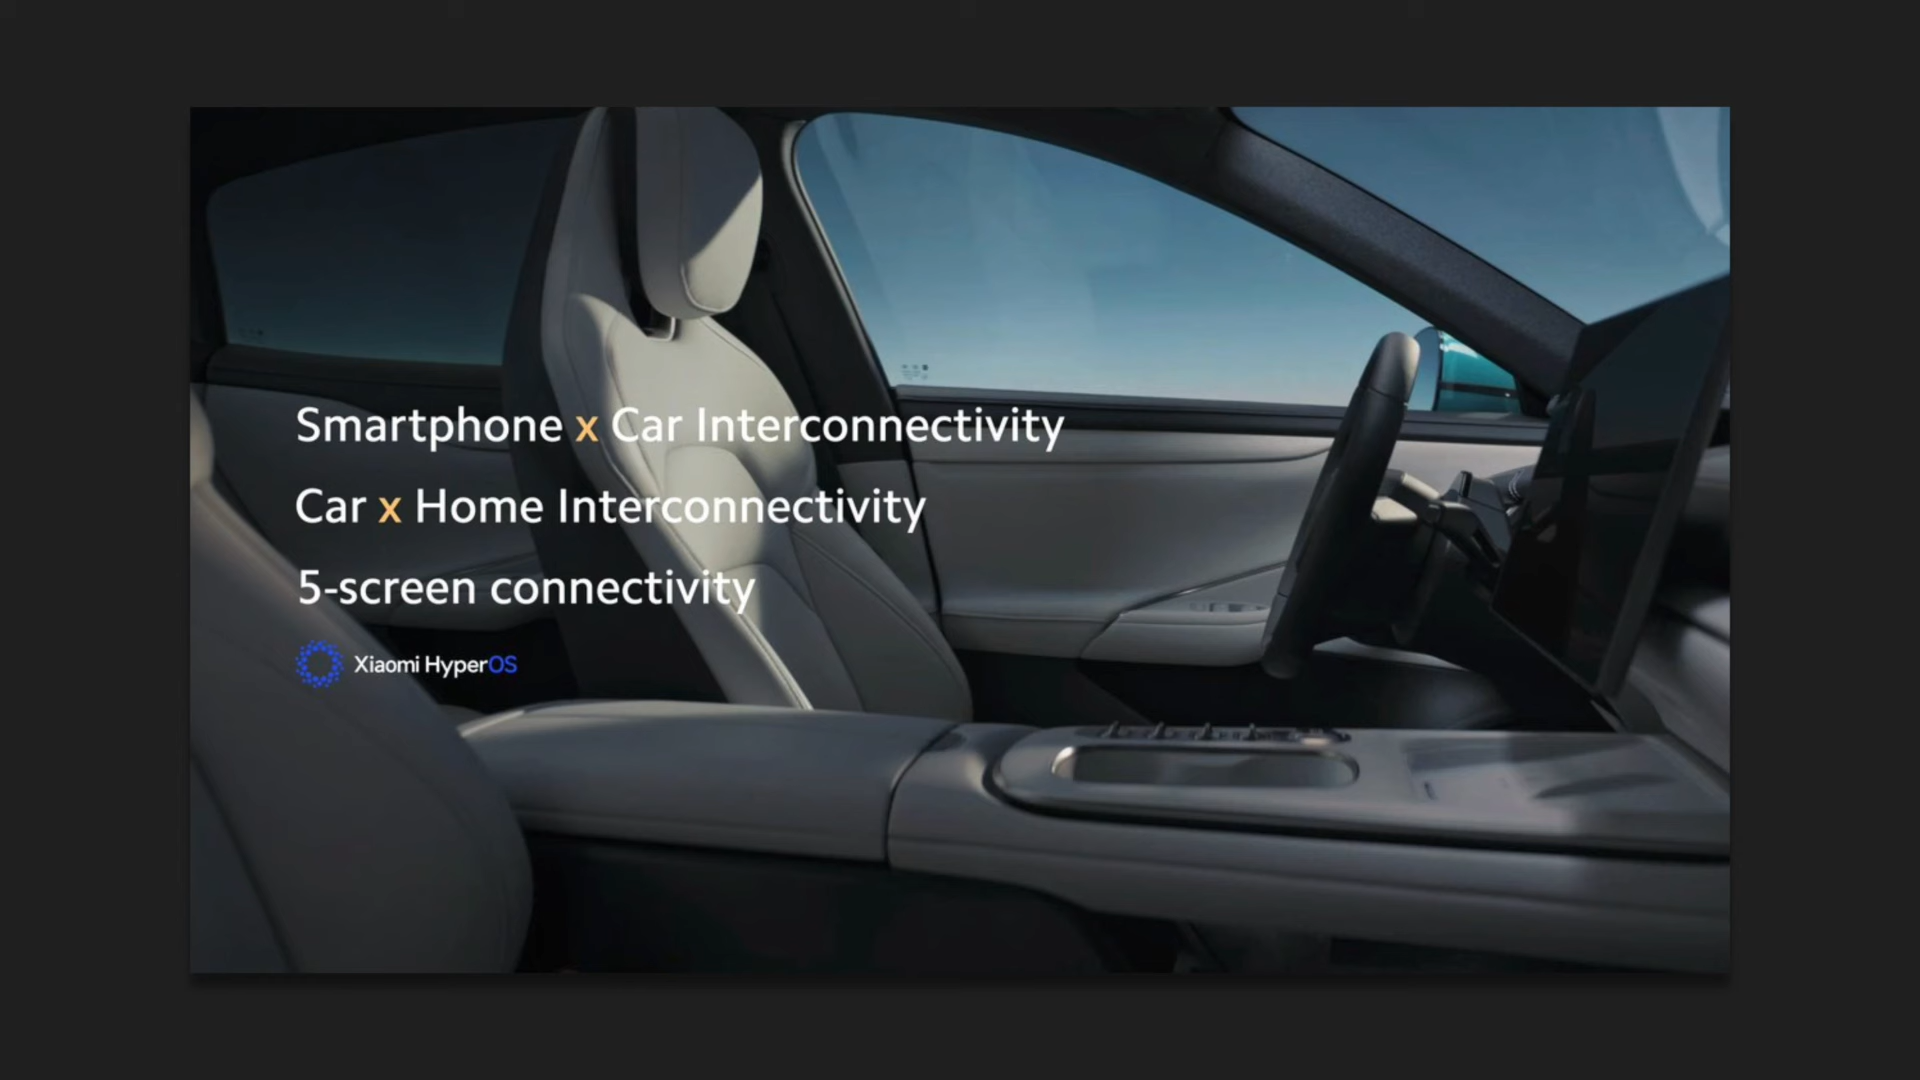 Smartphone x Car Interconnectivity
Car x Home Interconnectivity
5-screen connectivity
Xiaomi HyperOS